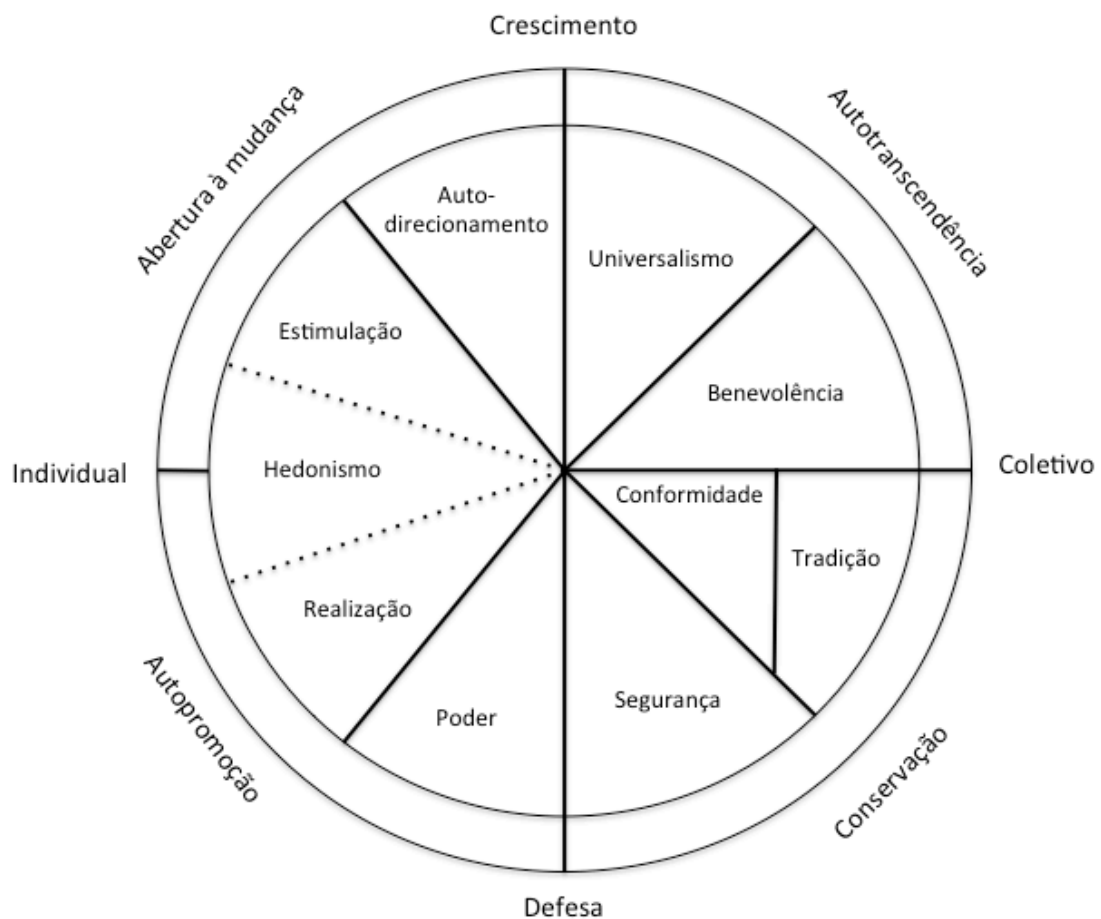 Crescimento
Abertura à mudança
Autotranscendência
Auto-
direcionamento
Universalismo
Estimulação
Benevolência
Individual
Hedonismo
Coletivo
Conformidade
Tradição
Realização
Segurança
Poder
Autopromoção
Conservação
Defesa